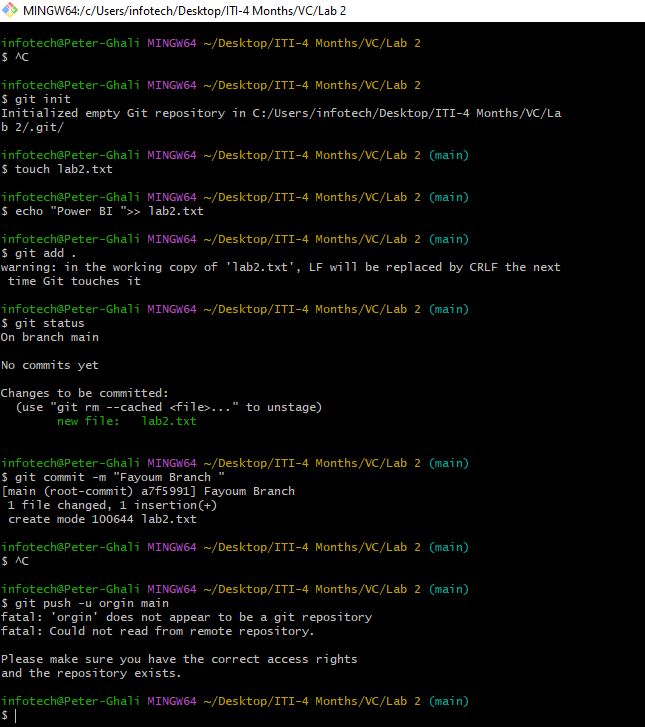 MINGW64:/c/Users/infotech/Desktop/ITI-4 Months/VC/Lab 2
infotech@Peter-Ghali MINGW64 ~/Desktop/ITI-4 Months/VC/Lab 2
$ ^C
infotech@Peter-Ghali MINGW64 ~/Desktop/ITI-4 Months/VC/Lab 2
$ git init
Initialized empty Git repository in C:/Users/infotech/Desktop/ITI-4 Months/VC/La
b 2/.git/
infotech@Peter-Ghali MINGW64 ~/Desktop/ITI-4 Months/VC/Lab 2 (main)
$ touch lab2.txt
infotech@Peter-Ghali MINGW64 ~/Desktop/ITI-4 Months/VC/Lab 2 (main)
$ echo "Power BI ">> lab2.txt
infotech@Peter-Ghali MINGW64 ~/Desktop/ITI-4 Months/VC/Lab 2 (main)
$ git add .
warning: in the working copy of 'lab2.txt', LF will be replaced by CRLF the next
 time Git touches it
infotech@Peter-Ghali MINGW64 ~/Desktop/ITI-4 Months/VC/Lab 2 (main)
$ git status
On branch main
No commits yet
Changes to be committed:
  (use "git rm --cached <file>..." to unstage)
        new file:   lab2.txt
infotech@Peter-Ghali MINGW64 ~/Desktop/ITI-4 Months/VC/Lab 2 (main)
$ git commit -m "Fayoum Branch "
[main (root-commit) a7f5991] Fayoum Branch
 1 file changed, 1 insertion(+)
 create mode 100644 lab2.txt
infotech@Peter-Ghali MINGW64 ~/Desktop/ITI-4 Months/VC/Lab 2 (main)
$ ^C
infotech@Peter-Ghali MINGW64 ~/Desktop/ITI-4 Months/VC/Lab 2 (main)
$ git push -u orgin main
fatal: 'orgin' does not appear to be a git repository
fatal: Could not read from remote repository.
Please make sure you have the correct access rights
and the repository exists.
infotech@Peter-Ghali MINGW64 ~/Desktop/ITI-4 Months/VC/Lab 2 (main)
$